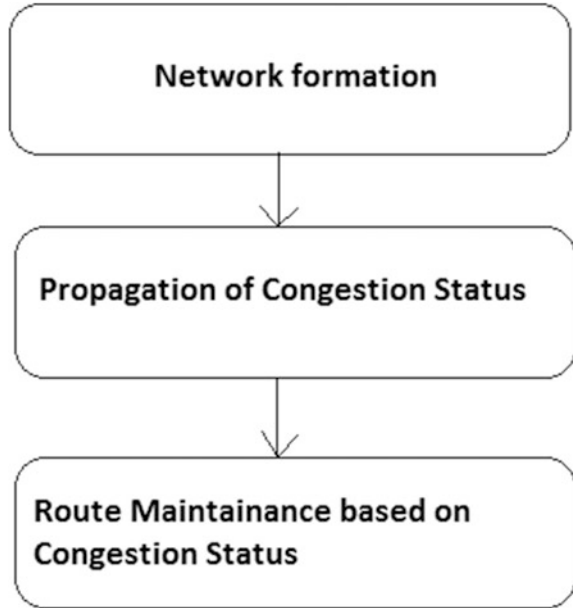 Network formation
Propagation of Congestion Status
Route Maintainance based on
Congestion Status